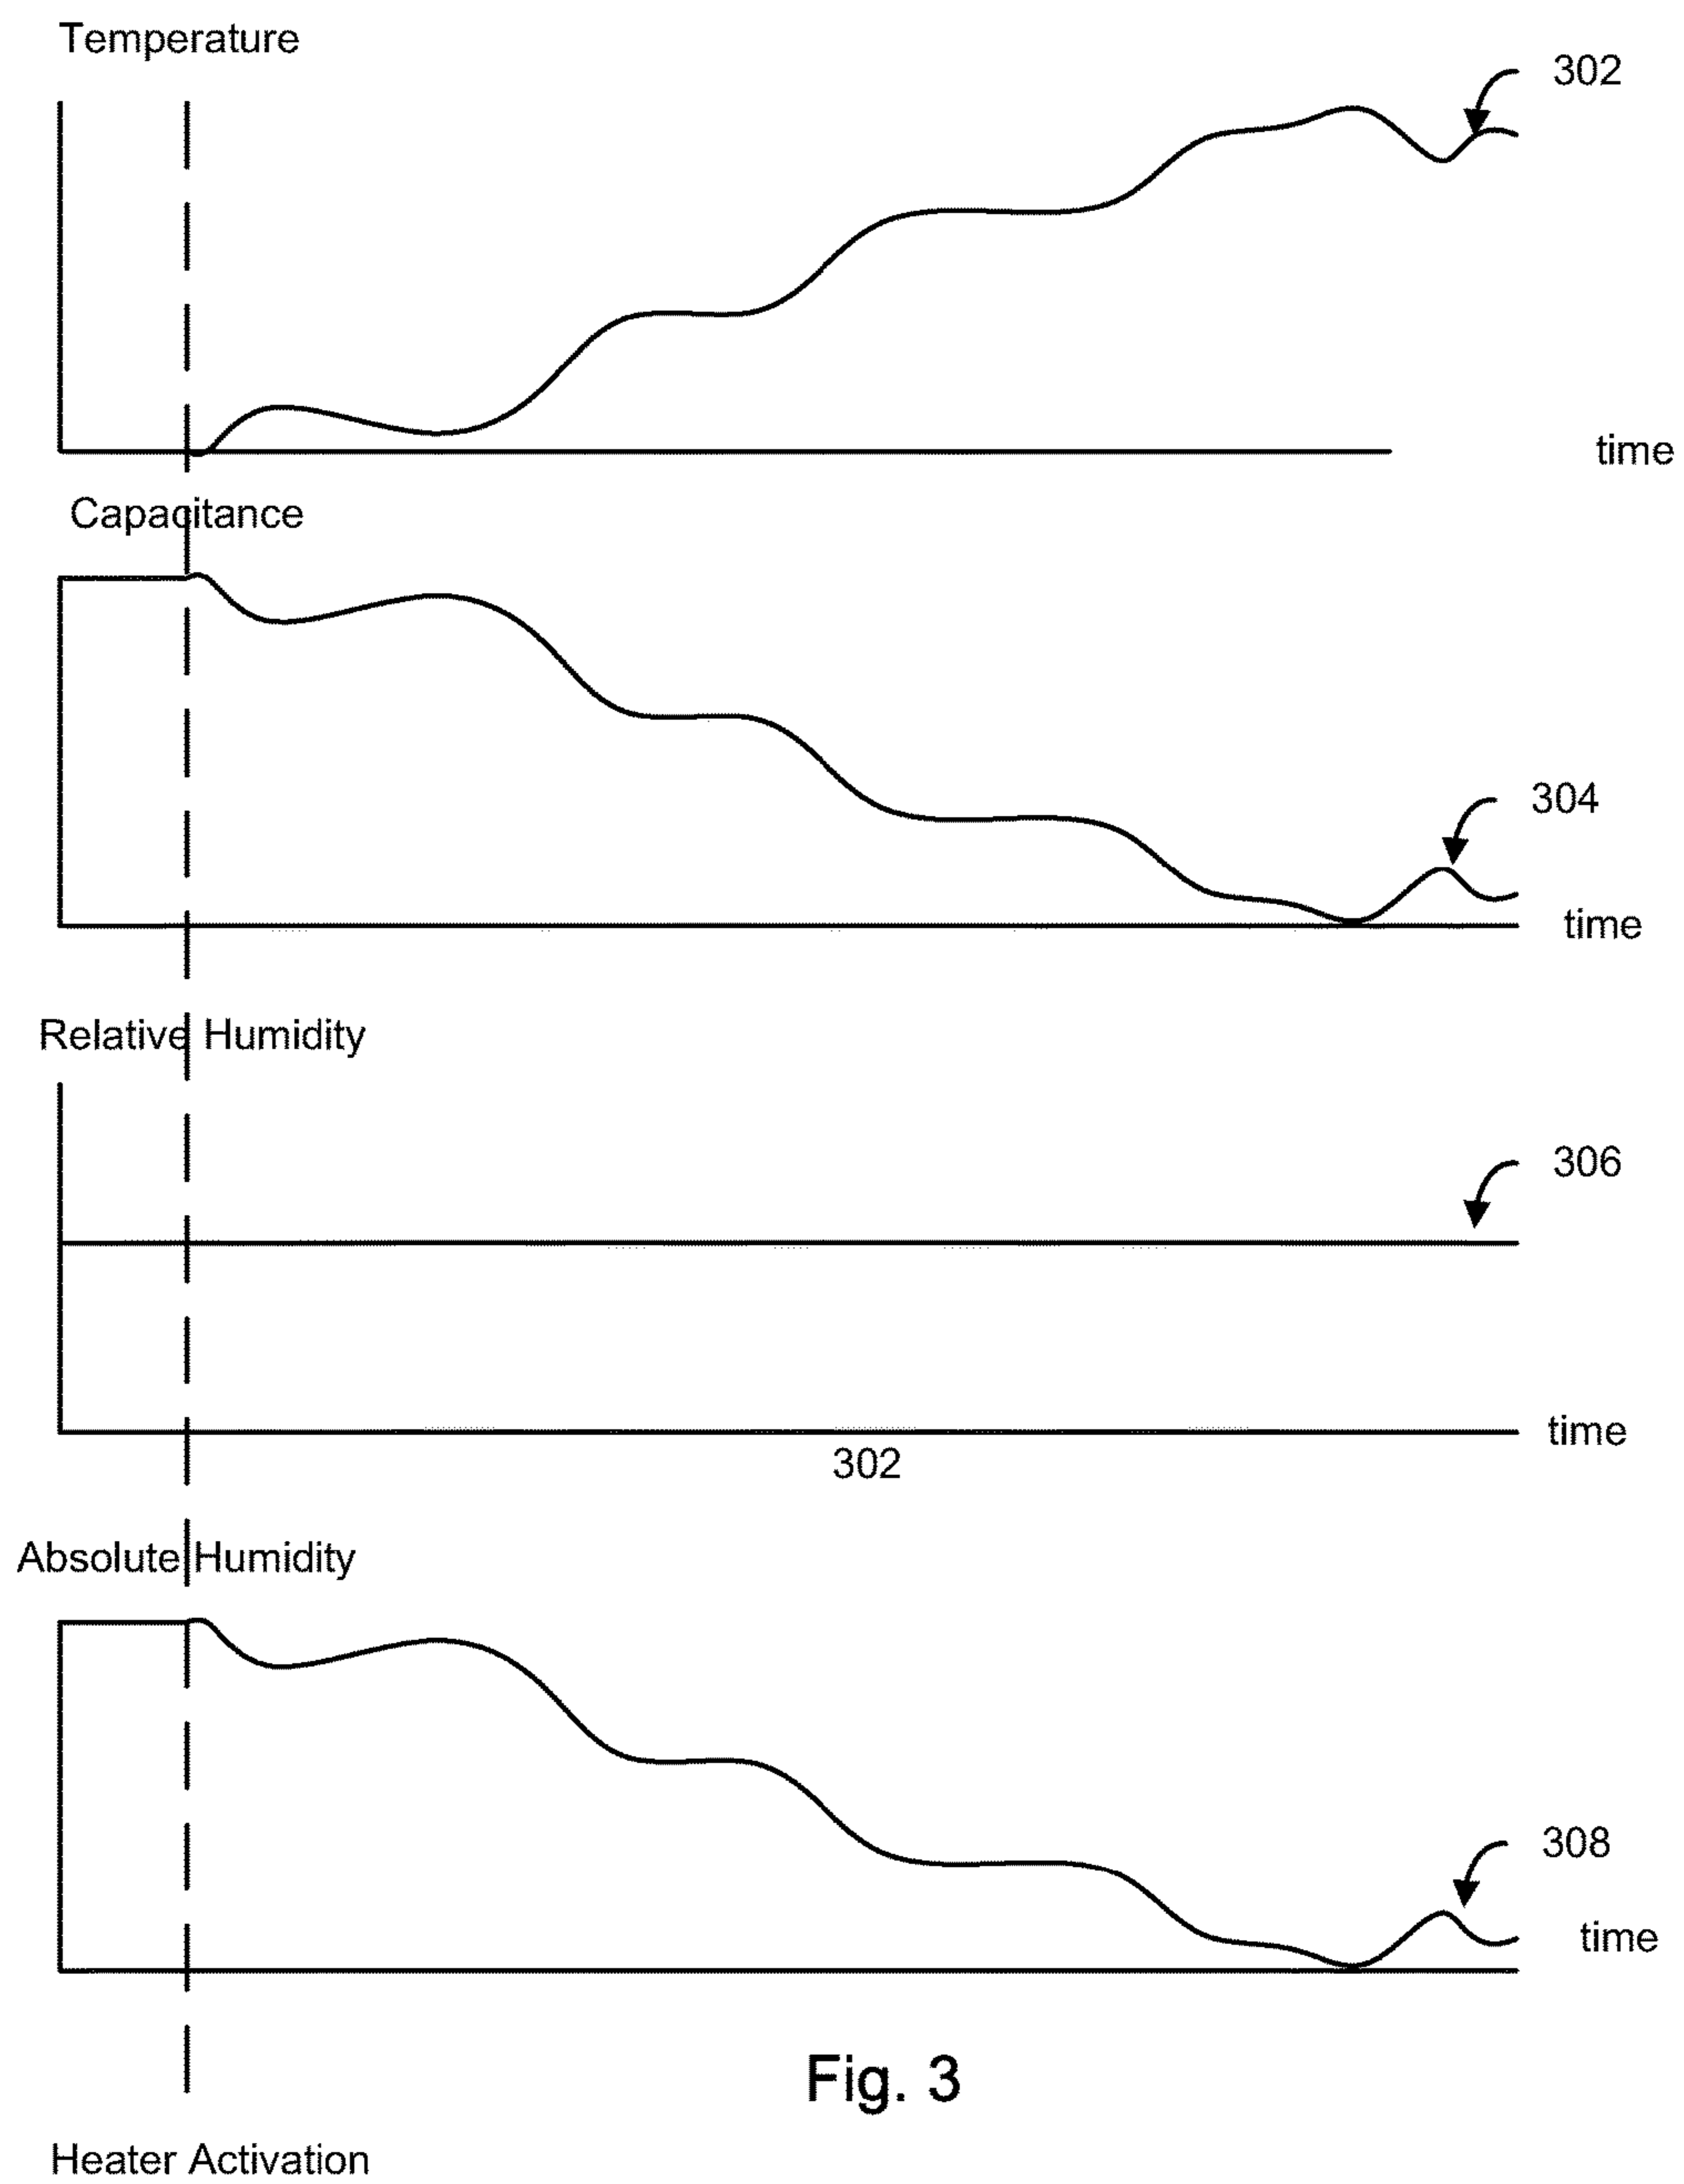 Temperature
302
time
Capacitance
304
time
Relative Humidity
306
time
302
Absolute Humidity
308
time
Fig. 3
Heater Activation